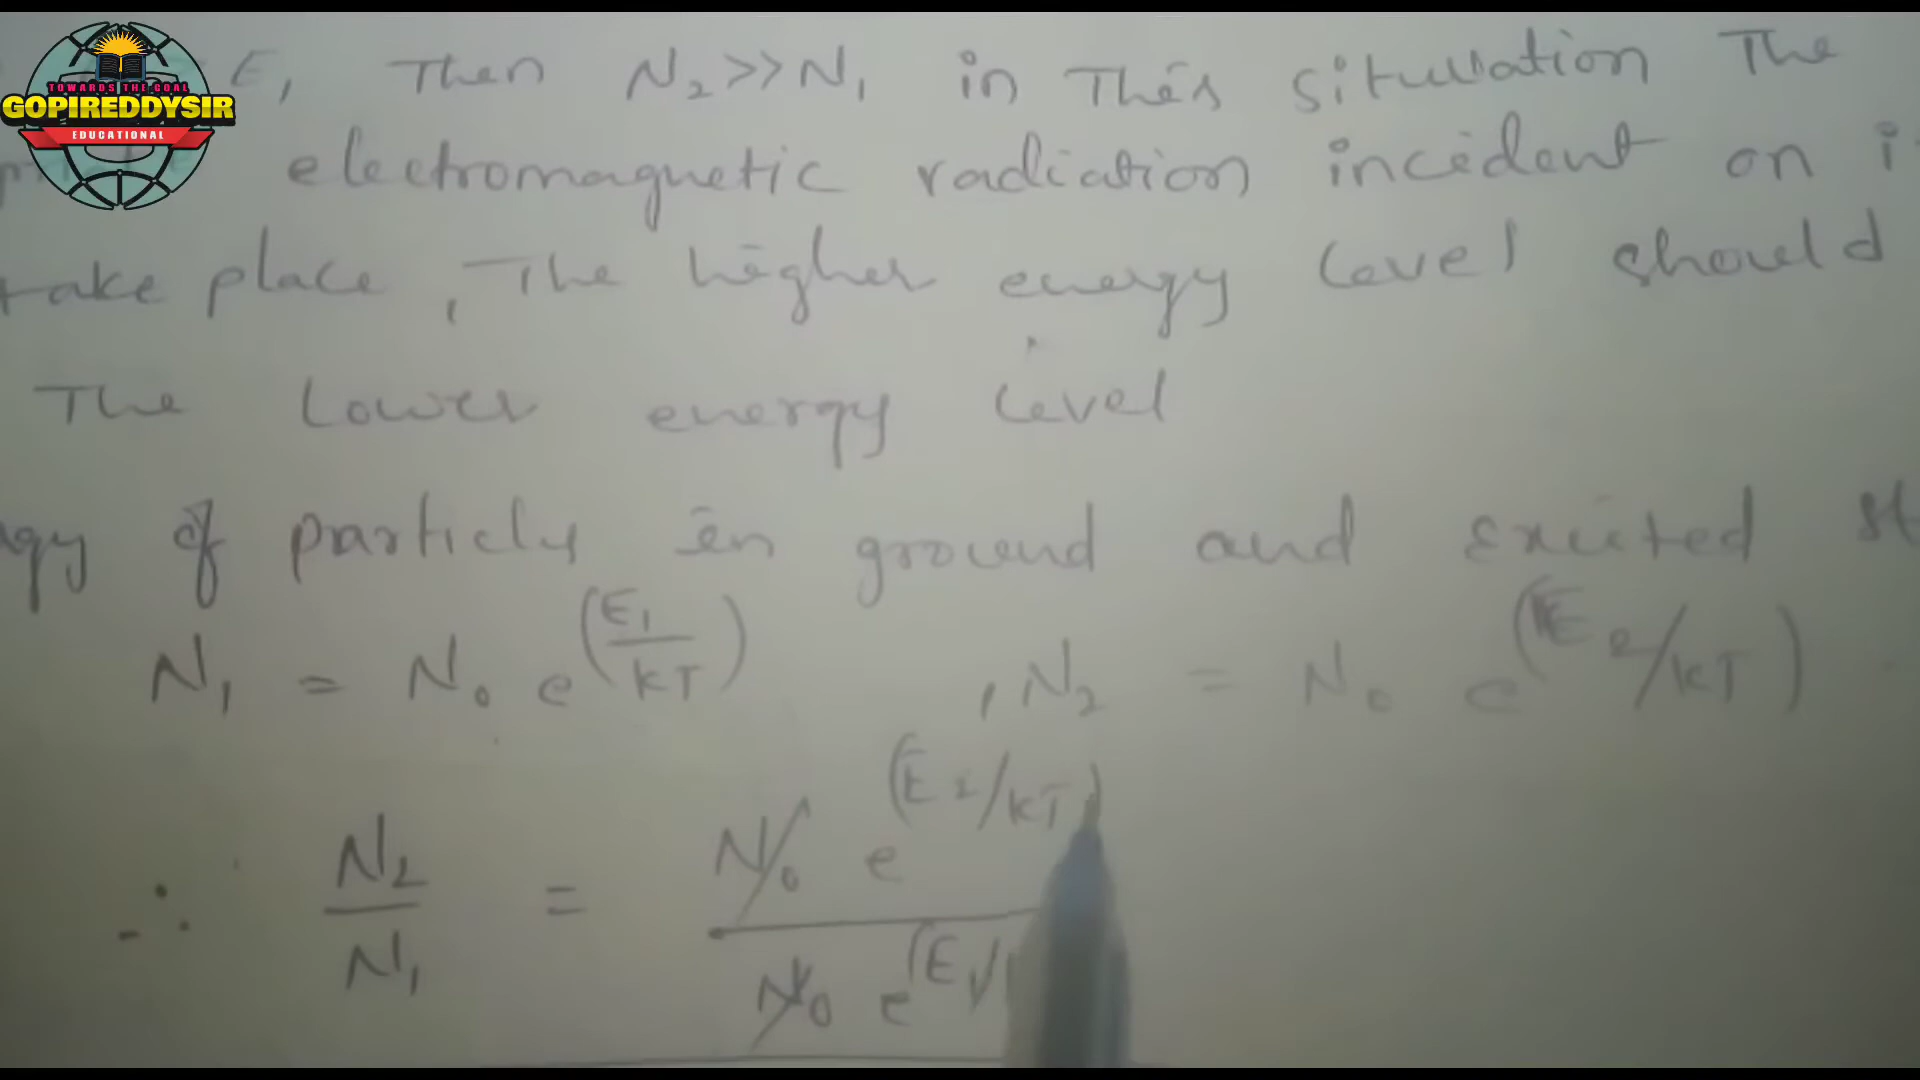 TOWARDS THE GOAL
GOPIREDDYSIR
EDUCATIONAL
E, Then N₂>>N₁ in This situation The
electromagnetic radiation incident on
take place, The higher energy level should
The Lower energy level
of particls in ground and excited
N₁ = N₀ e^(E₁/kT) , N₂ = N₀ e^(E₂/kT)
∴ N₂/N₁ = N₀ e^(E₂/kT)
N₀ e^(E₁/